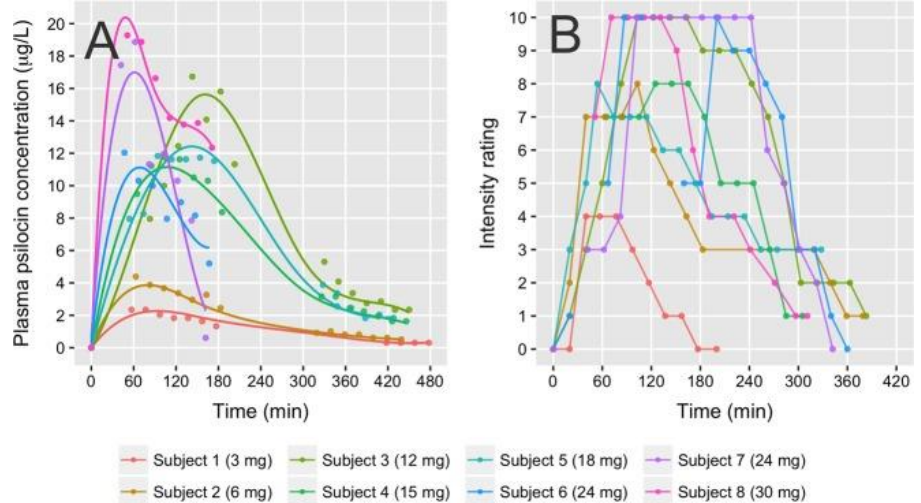 A
B
Plasma psilocin concentration (µg/L)
20
18
16
14
12
10
8
6
4
2
0
0 60 120 180 240 300 360 420 480
Time (min)
Intensity rating
10
9
8
7
6
5
4
3
2
1
0
0 60 120 180 240 300 360 420
Time (min)
Subject 1 (3 mg) Subject 3 (12 mg) Subject 5 (18 mg) Subject 7 (24 mg)
Subject 2 (6 mg) Subject 4 (15 mg) Subject 6 (24 mg) Subject 8 (30 mg)